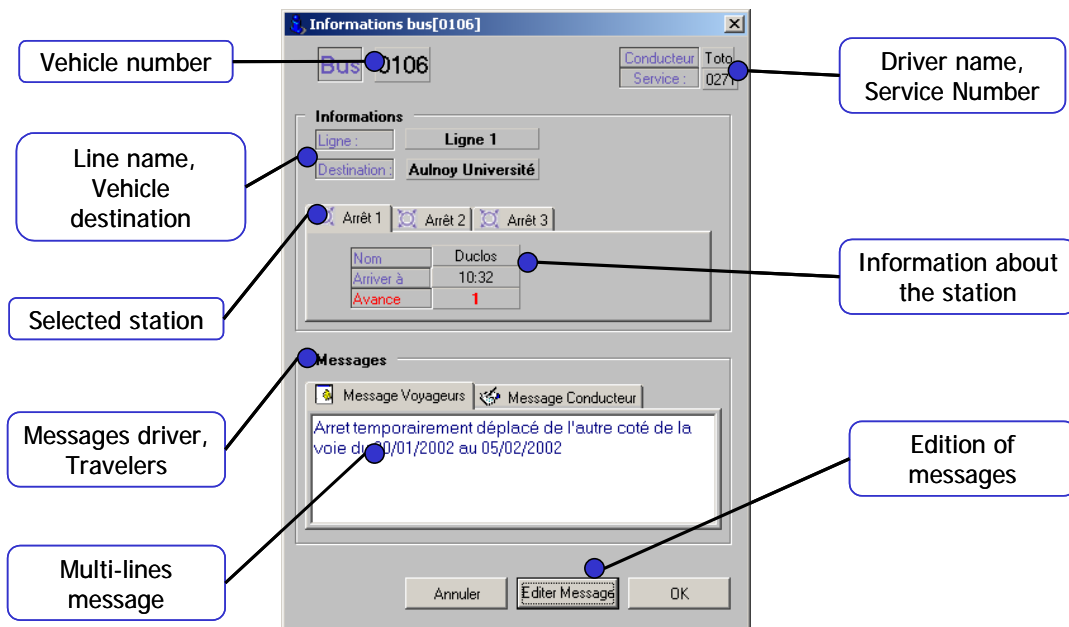 Informations bus[0106]
Vehicle number
Bus 0106
Conducteur Toto
Service : 0271
Driver name,
Service Number
Informations
Ligne : Ligne 1
Destination : Aulnoy Université
Line name,
Vehicle
destination
Arrêt 1 Arrêt 2 Arrêt 3
Nom Duclos
Arriver à 10:32
Avance 1
Information about
the station
Selected station
Messages
Message Voyageurs Message Conducteur
Arret temporairement déplacé de l'autre coté de la
voie du /01/2002 au 05/02/2002
Messages driver,
Travelers
Edition of
messages
Multi-lines
message
Annuler Editer Message OK